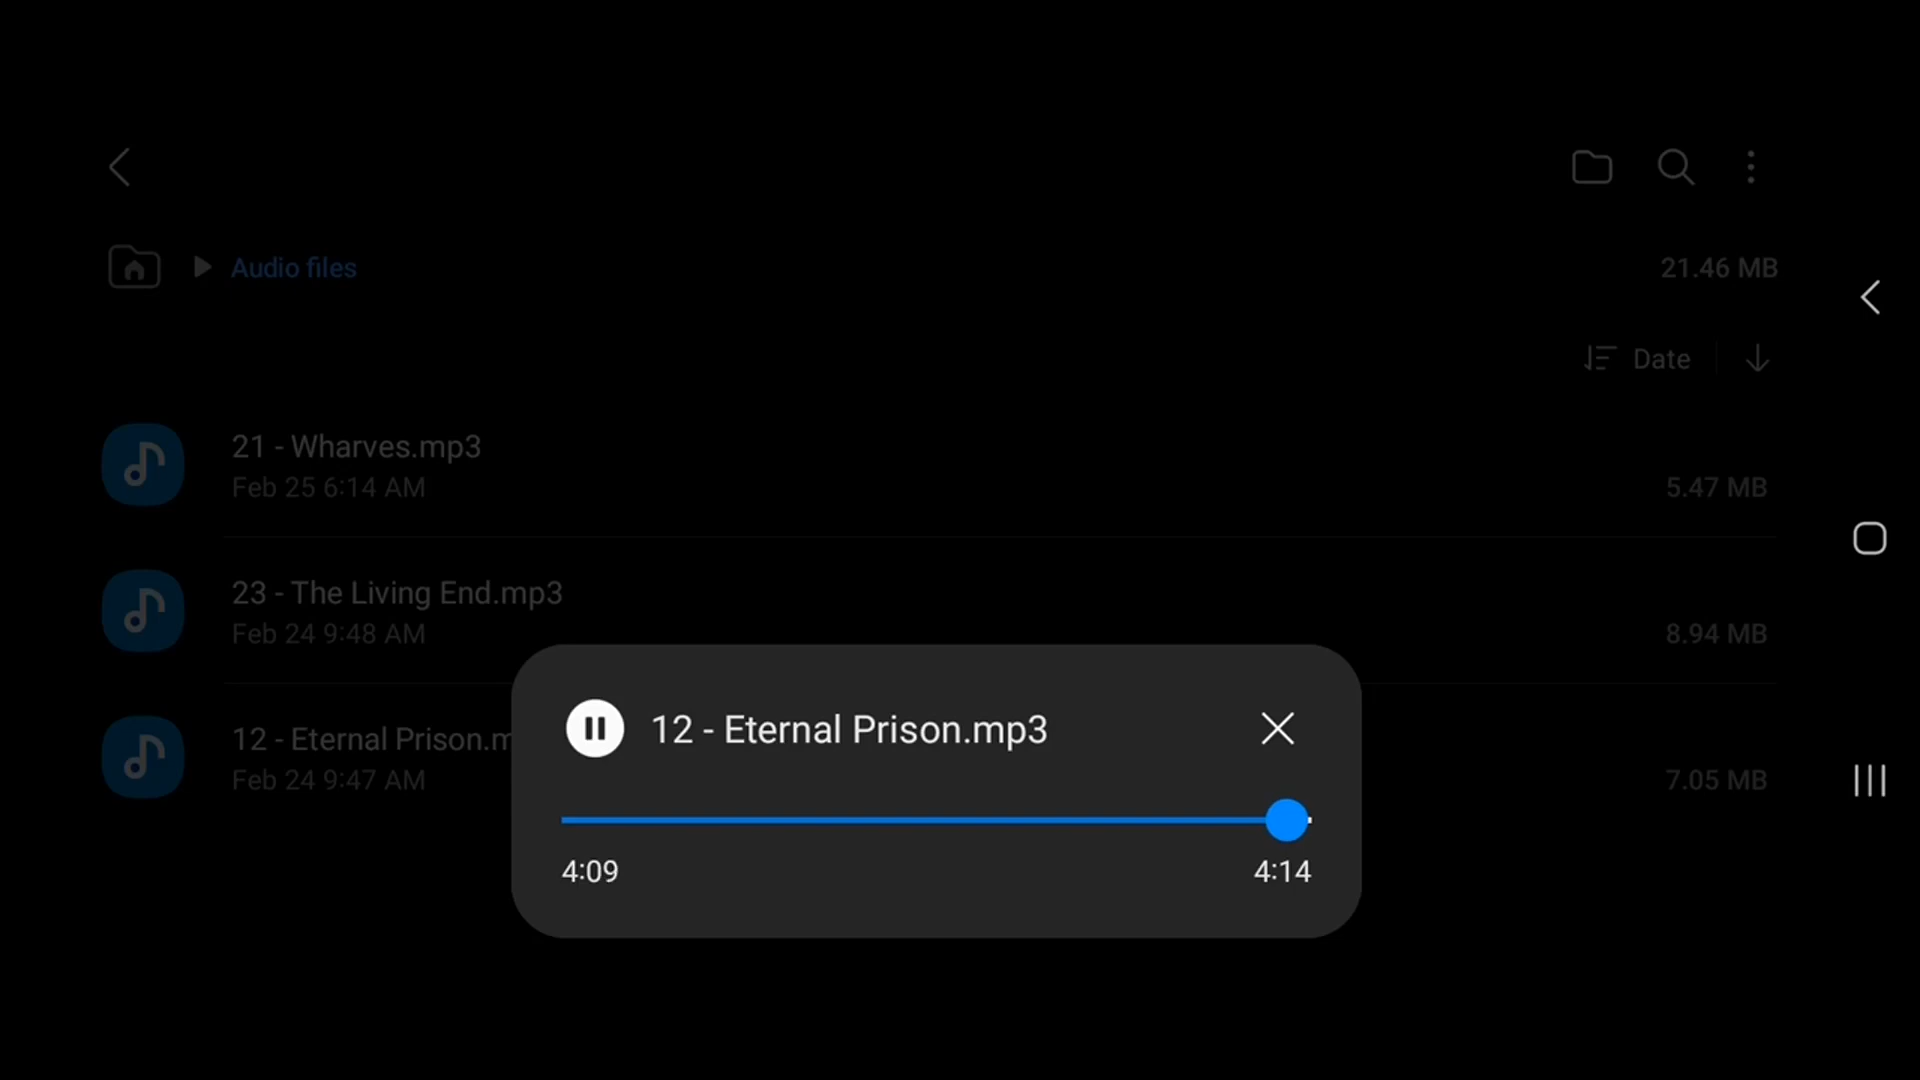 Audio files
21.46 MB
Date
21 - Wharves.mp3
Feb 25 6:14 AM
5.47 MB
23 - The Living End.mp3
Feb 24 9:48 AM
8.94 MB
12 - Eternal Prison.m
Feb 24 9:47 AM
7.05 MB
12 - Eternal Prison.mp3
4:09
4:14